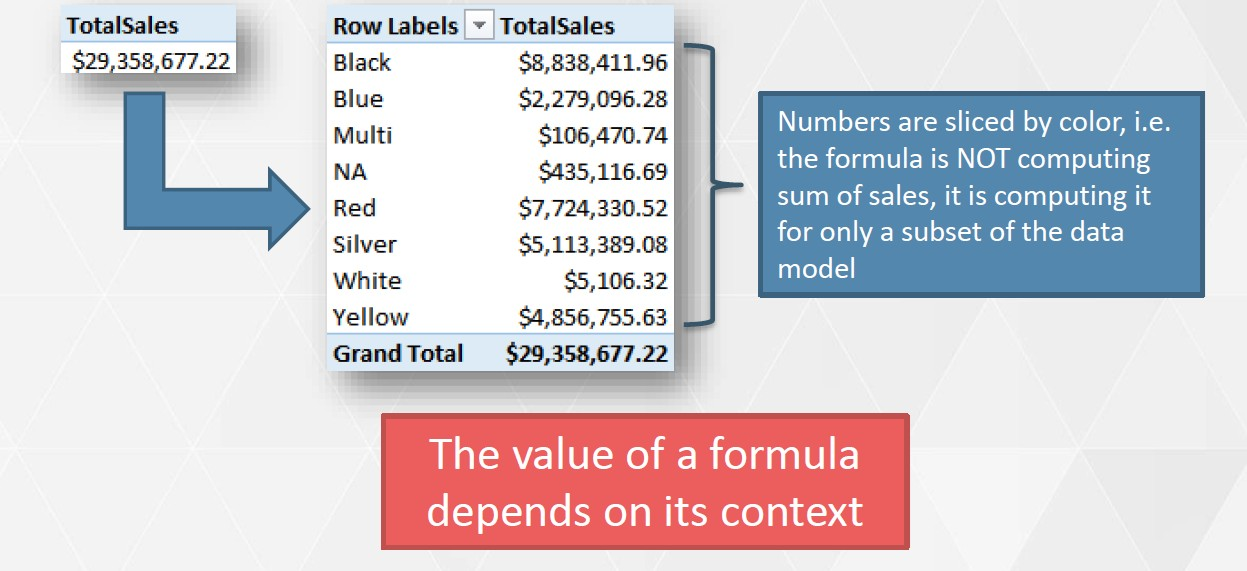 TotalSales
$29,358,677.22
Row Labels TotalSales
Black $8,838,411.96
Blue $2,279,096.28
Multi $106,470.74
NA $435,116.69
Red $7,724,330.52
Silver $5,113,389.08
White $5,106.32
Yellow $4,856,755.63
Grand Total $29,358,677.22
Numbers are sliced by color, i.e.
the formula is NOT computing
sum of sales, it is computing it
for only a subset of the data
model
The value of a formula
depends on its context